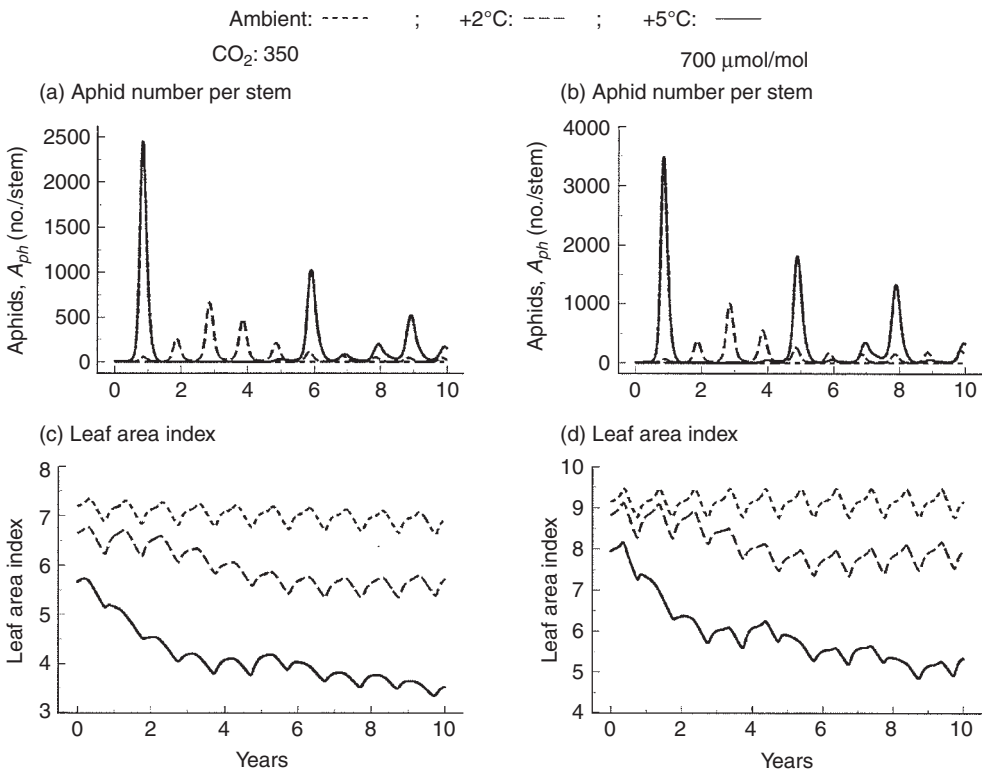 Ambient: ; +2°C: ; +5°C:
CO₂: 350
700 μmol/mol
(a) Aphid number per stem
(b) Aphid number per stem
Aphids, Aph (no./stem)
2500
2000
1500
1000
500
0
0 2 4 6 8 10
Aphids, Aph (no./stem)
4000
3000
2000
1000
0
0 2 4 6 8 10
(c) Leaf area index
(d) Leaf area index
Leaf area index
8
7
6
5
4
3
0 2 4 6 8 10
Years
Leaf area index
10
9
8
7
6
5
4
0 2 4 6 8 10
Years